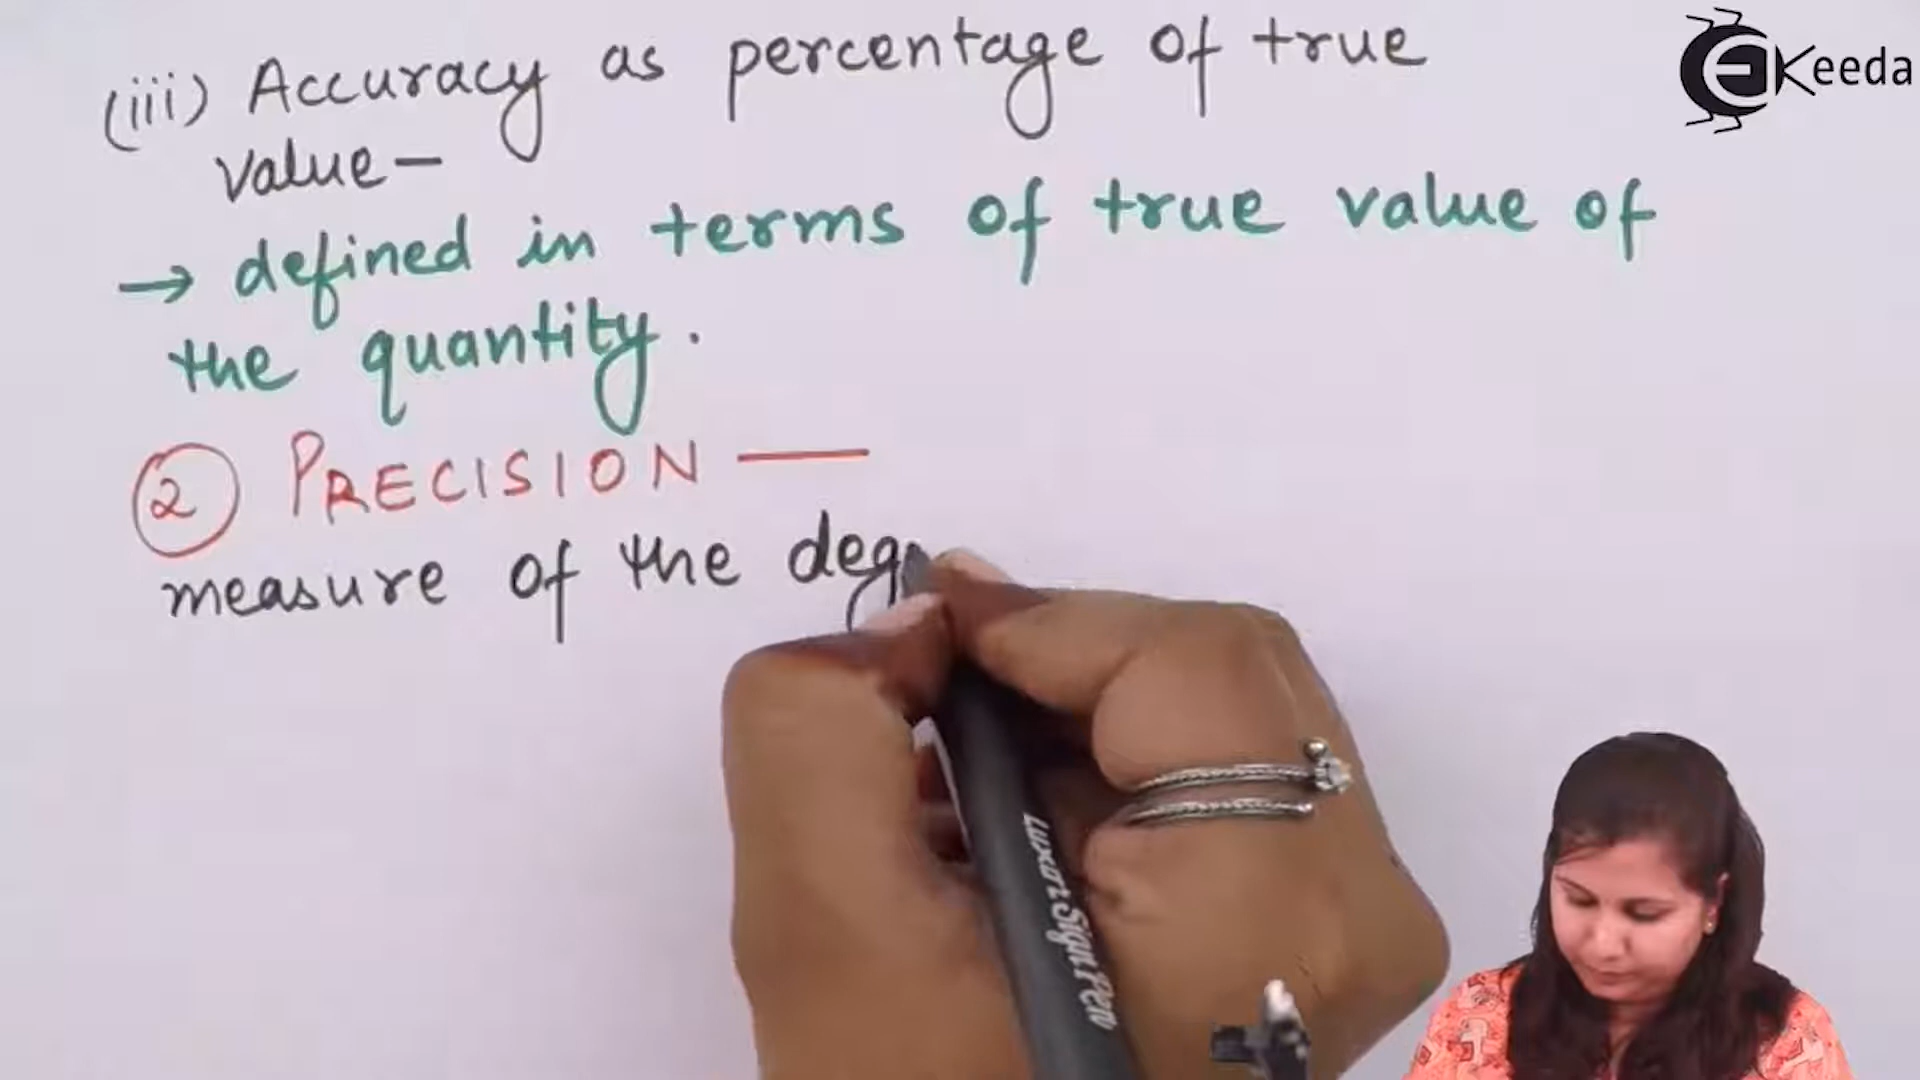 (iii) Accuracy as percentage of true
value —
→ defined in terms of true value of
the quantity.
② PRECISION —
measure of the deg
Keeda
Luxor Sign Pen